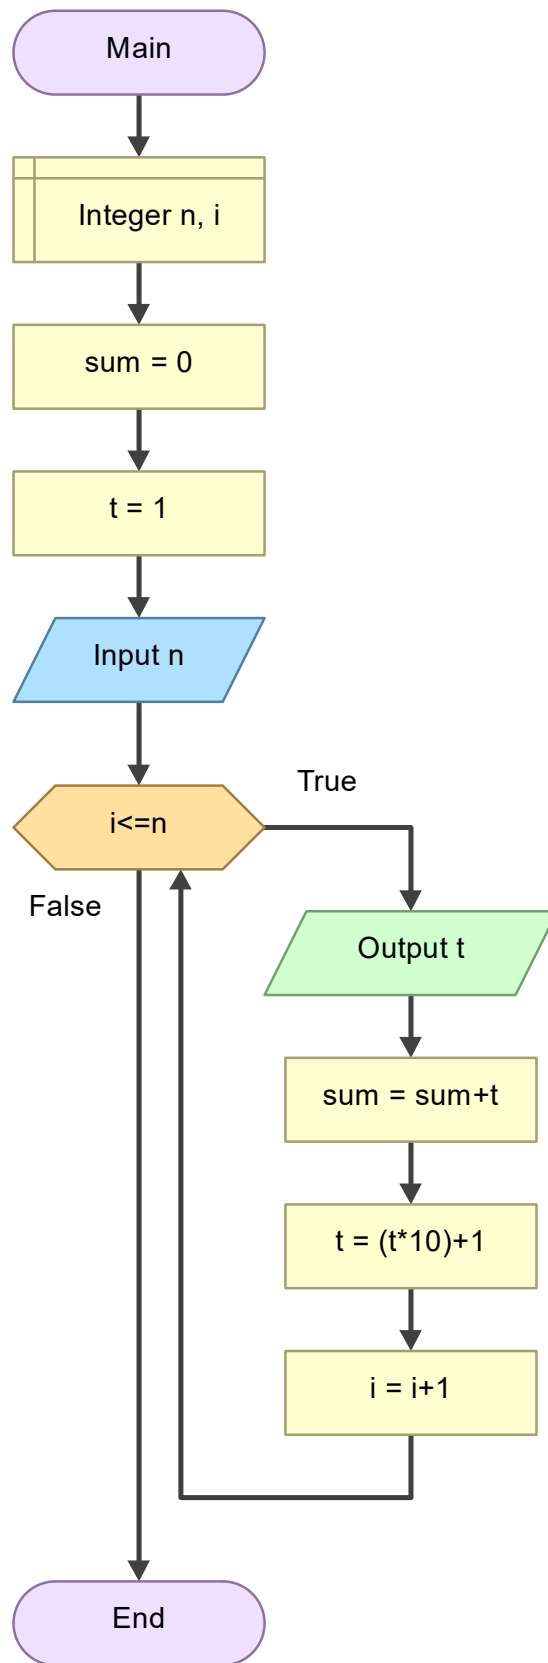 Main
Integer n, i
sum = 0
t = 1
Input n
i<=n
True
False
Output t
sum = sum+t
t = (t*10)+1
i = i+1
End